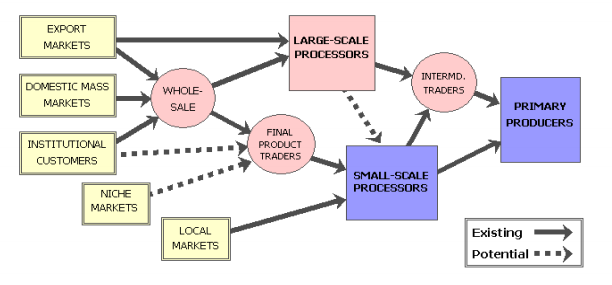 EXPORT
MARKETS
DOMESTIC MASS
MARKETS
INSTITUTIONAL
CUSTOMERS
NICHE
MARKETS
LOCAL
MARKETS
WHOLE-
SALE
FINAL
PRODUCT
TRADERS
LARGE-SCALE
PROCESSORS
SMALL-SCALE
PROCESSORS
INTERMD.
TRADERS
PRIMARY
PRODUCERS
Existing
Potential